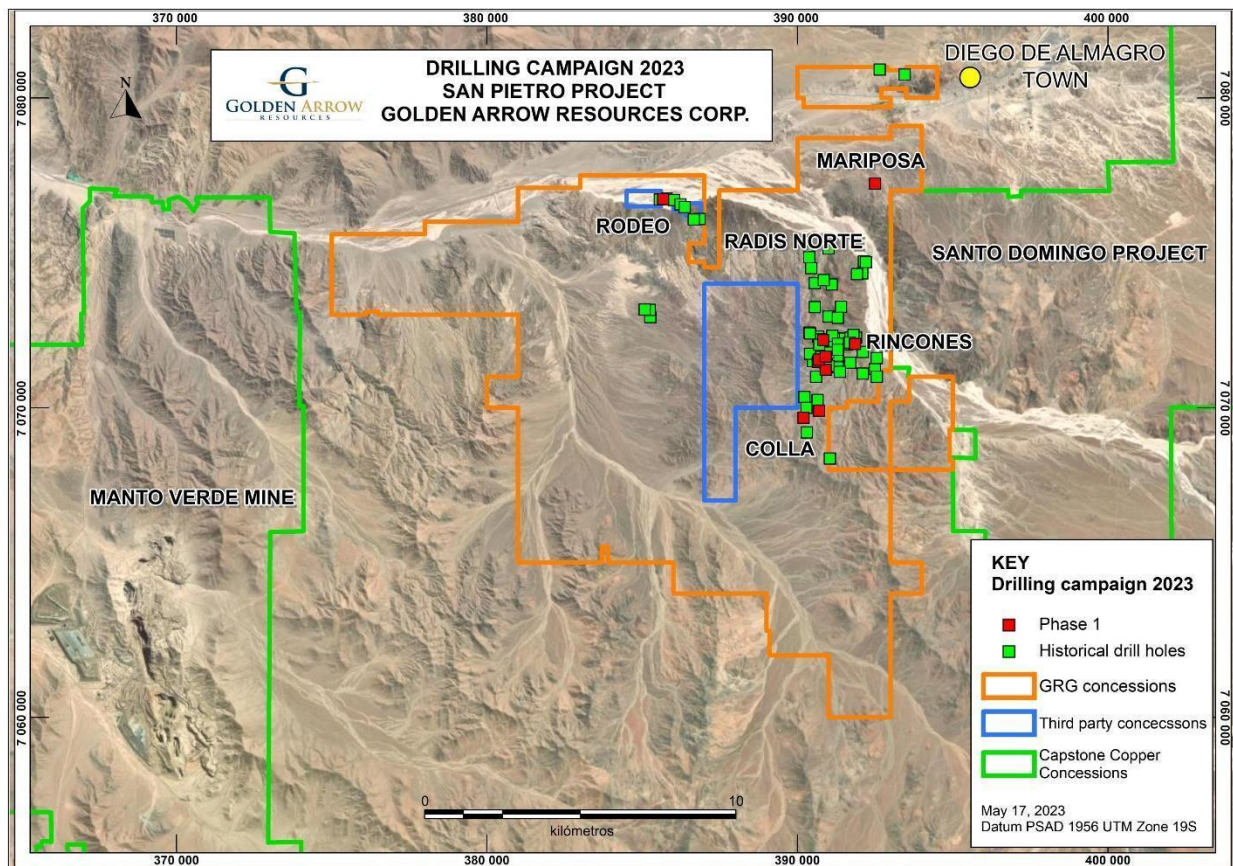 370 000
380 000
390 000
400 000
7 080 000
7 070 000
7 060 000
7 080 000
7 070 000
7 060 000
N
G
GOLDEN ARROW
RESOURCES
DRILLING CAMPAIGN 2023
SAN PIETRO PROJECT
GOLDEN ARROW RESOURCES CORP.
DIEGO DE ALMAGRO
TOWN
MARIPOSA
RODEO
RADIS NORTE
SANTO DOMINGO PROJECT
RINCONES
COLLA
MANTO VERDE MINE
KEY
Drilling campaign 2023
Phase 1
Historical drill holes
GRG concessions
Third party concecssons
Capstone Copper
Concessions
May 17, 2023
Datum PSAD 1956 UTM Zone 19S
0
10
kilómetros
370 000
380 000
390 000
400 000